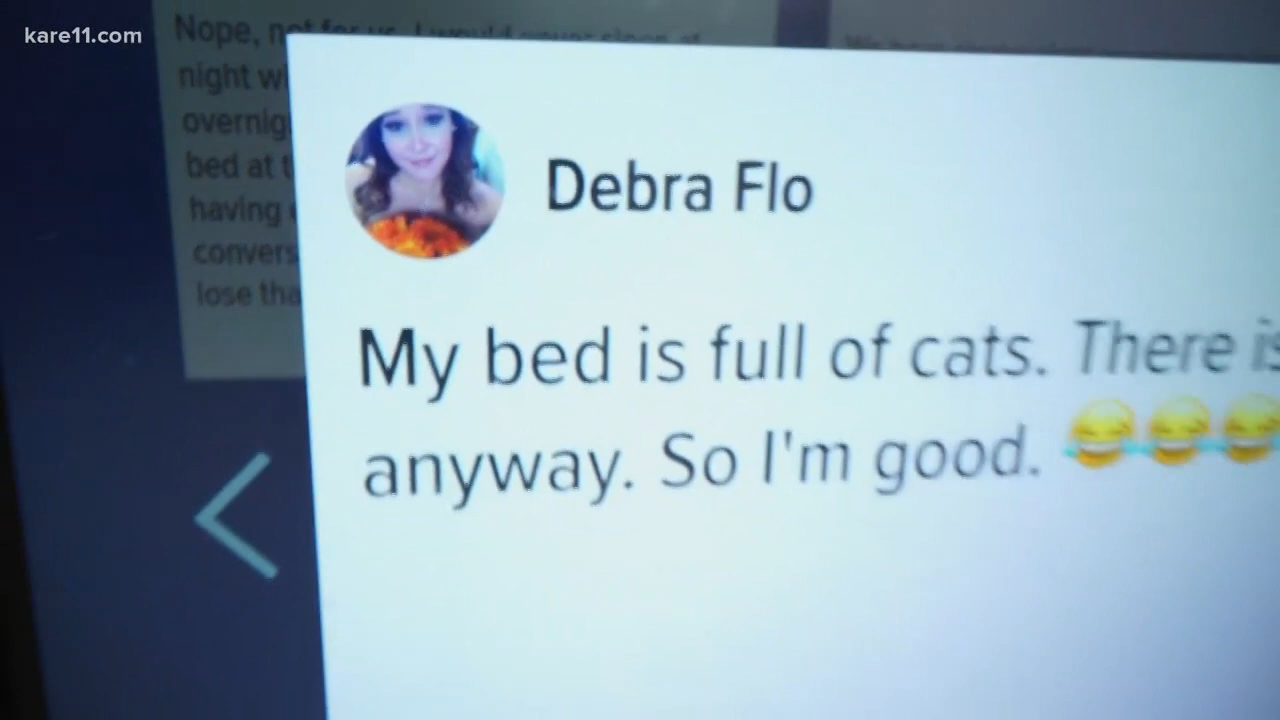 kare11.com
Nope, not for us. I would never sleep at
night
overnig
bed at t
having
convers
lose tha
Debra Flo
My bed is full of cats. There is
anyway. So I'm good. 😂😂😂